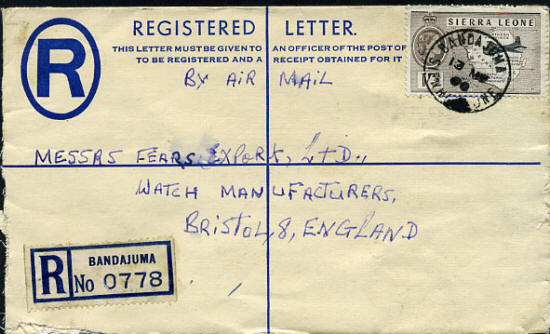 R
REGISTERED LETTER.
THIS LETTER MUST BE GIVEN TO AN OFFICER OF THE POST OF
TO BE REGISTERED AND A RECEIPT OBTAINED FOR IT
BY AIR MAIL
SIERRA LEONE
BANDAJUMA
MESSRS FEARS EXPORT, LTD.,
WATCH MANUFACTURERS,
BRISTOL, 8, ENGLAND
BANDAJUMA
R No 0778